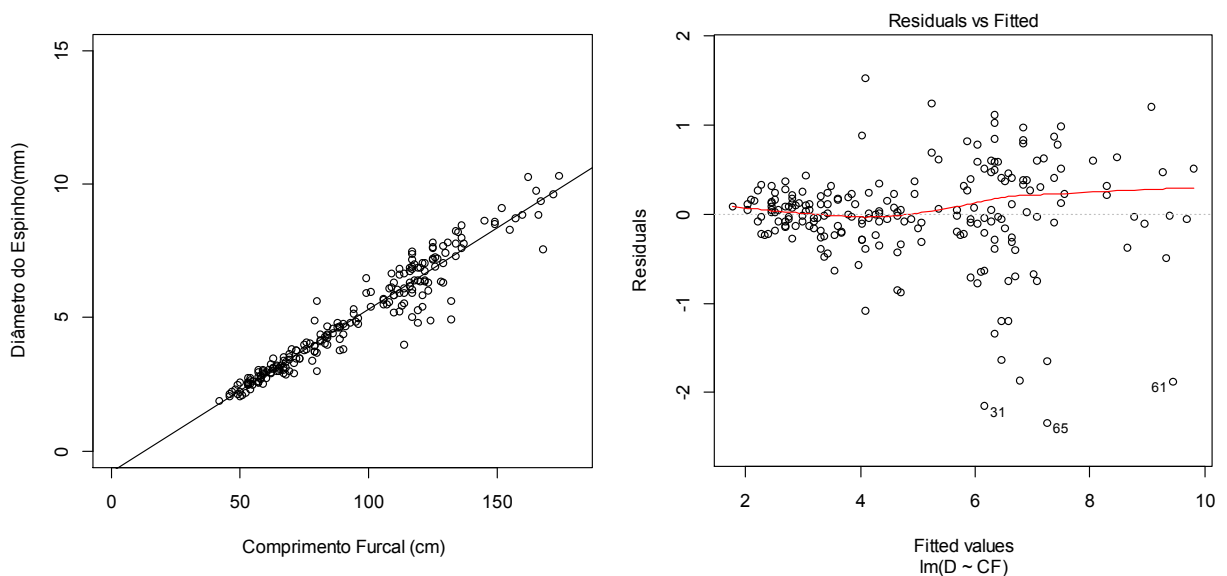 Diâmetro do Espinho(mm)
15
10
5
0
0 50 100 150
Comprimento Furcal (cm)
Residuals vs Fitted
Residuals
2
1
0
-1
-2
31
65
61
2 4 6 8 10
Fitted values
lm(D ~ CF)